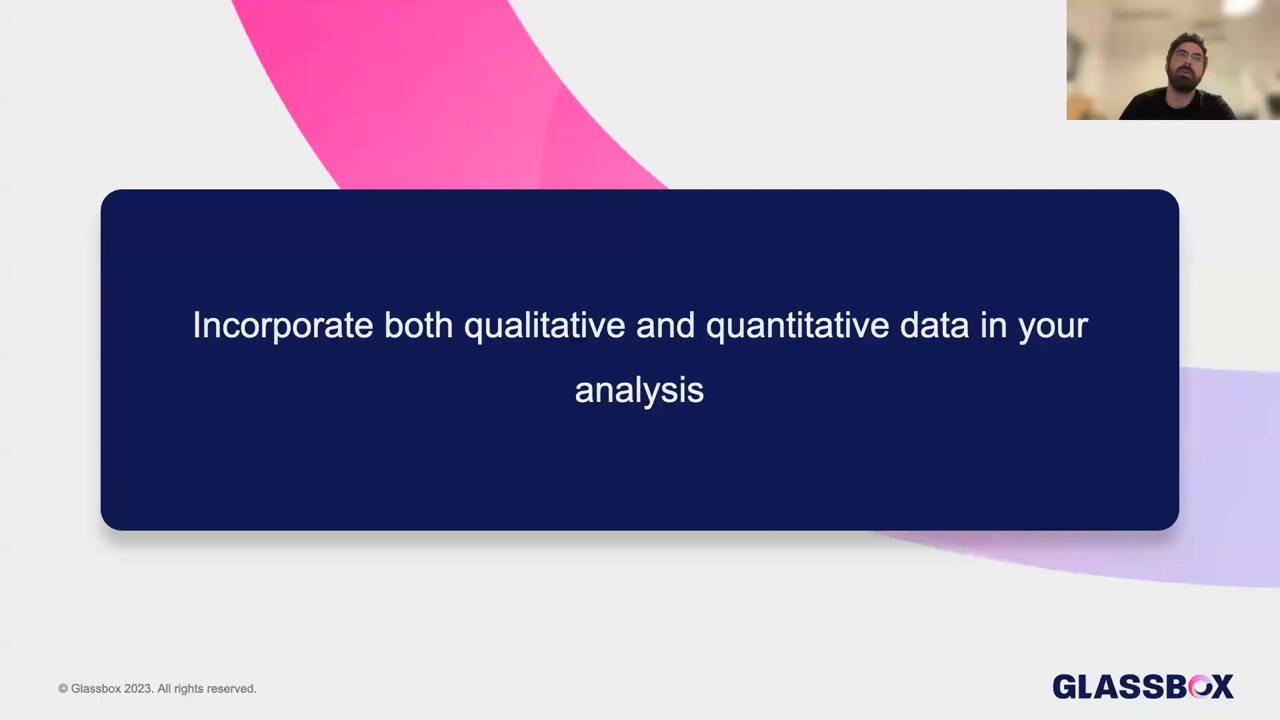 Incorporate both qualitative and quantitative data in your
analysis
© Glassbox 2023. All rights reserved.
GLASSBOX